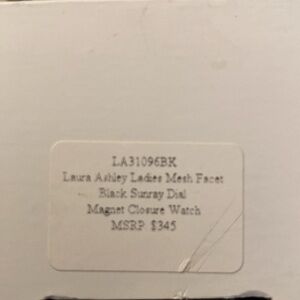 LA31096BK
Laura Ashley Ladies Mesh Facet
Black Sunray Dial
Magnet Closure Watch
MSRP $345